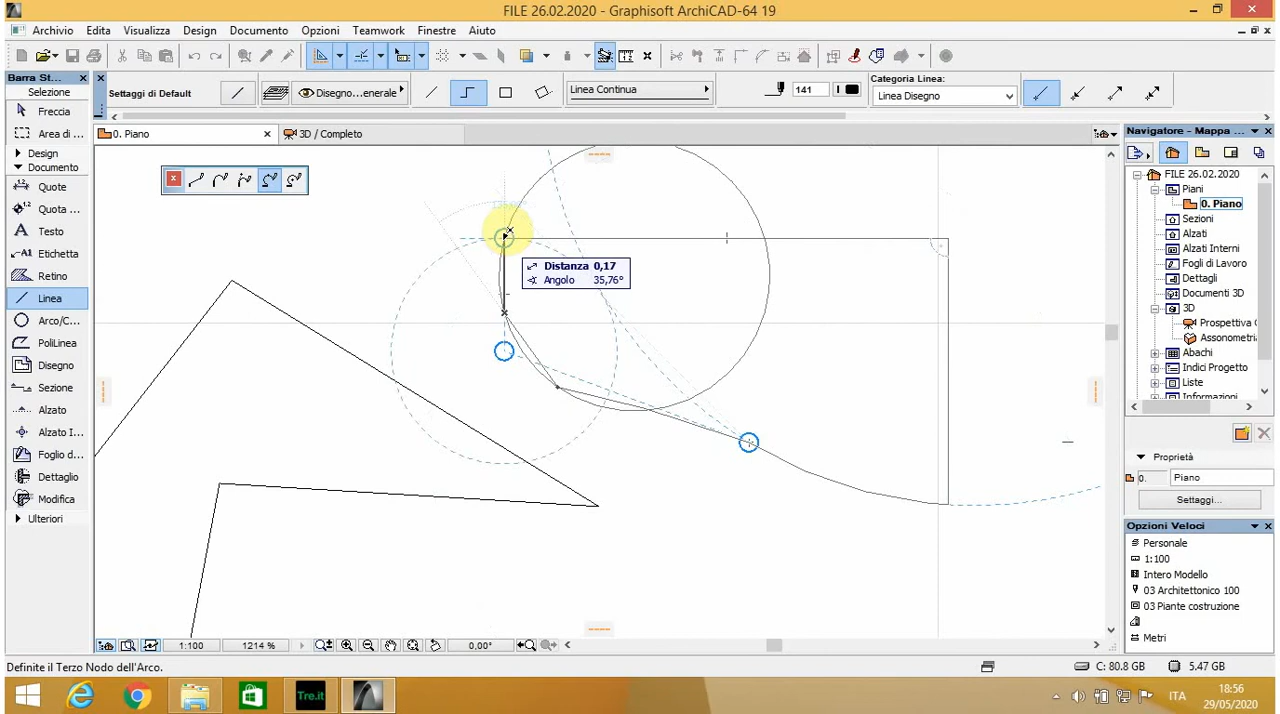 FILE 26.02.2020 - Graphisoft ArchiCAD-64 19
Archivio Edita Visualizza Design Documento Opzioni Teamwork Finestre Aiuto
Barra St...
Selezione
Freccia
Area di ...
Design
Documento
Quote
Quota ...
Testo
Etichetta
Retino
Linea
Arco/C...
PoliLinea
Disegno
Sezione
Alzato
Alzato I...
Foglio d...
Dettaglio
Modifica
Ulteriori
Settaggi di Default
Disegno...enerale
Linea Continua
141
Categoria Linea:
Linea Disegno
0. Piano
3D / Completo
Distanza 0,17
Angolo 35,76°
Navigatore - Mappa ...
FILE 26.02.2020
Piani
0. Piano
Sezioni
Alzati
Alzati Interni
Fogli di Lavoro
Dettagli
Documenti 3D
3D
Prospettiva G
Assonometria
Abachi
Indici Progetto
Liste
Informazioni
Proprietà
0.
Piano
Settaggi...
Opzioni Veloci
Personale
1:100
Intero Modello
03 Architettonico 100
03 Piante costruzione
Metri
1:100
1214 %
0,00°
Definite il Terzo Nodo dell'Arco.
C: 80.8 GB
5.47 GB
Tre.it
ITA
18:56
29/05/2020